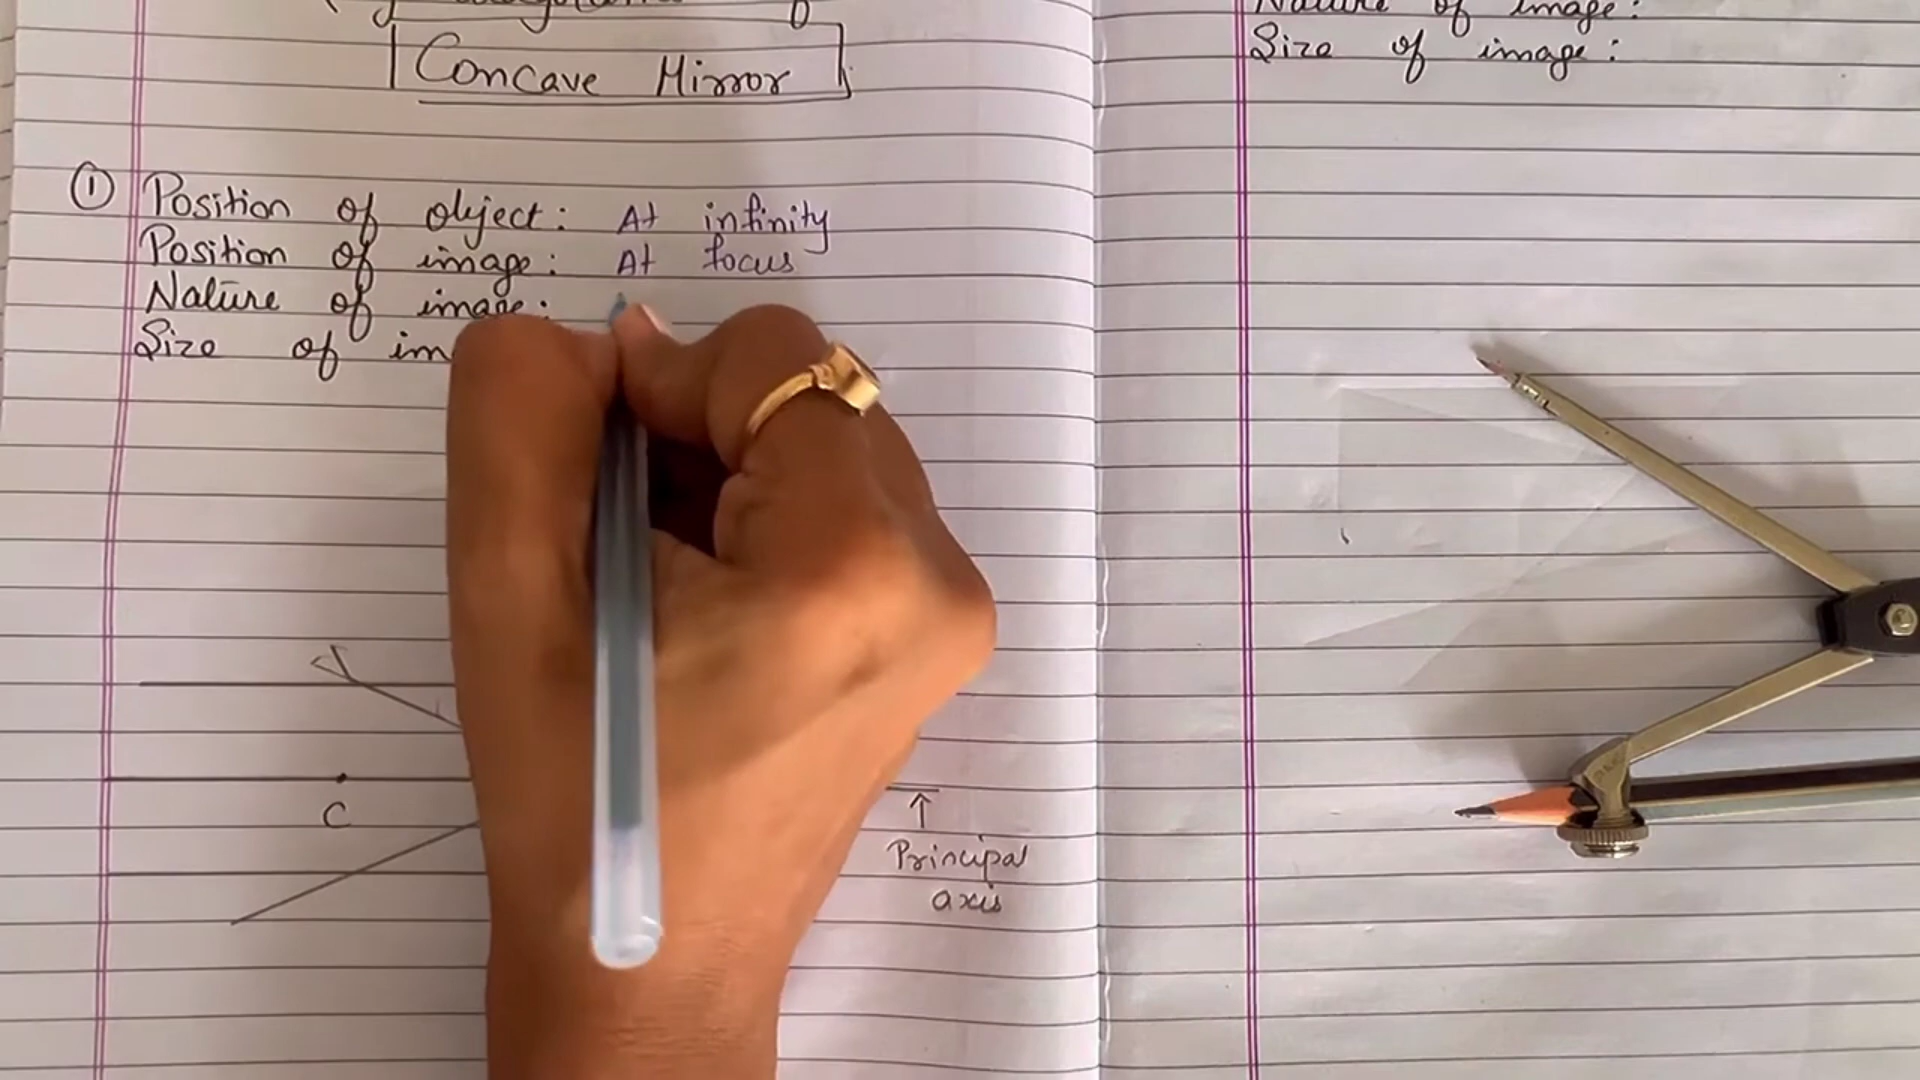 Concave Mirror
① Position of object: At infinity
Position of image: At focus
Nature of image:
Size of im
C
Principal
axis
Nature of image:
Size of image: